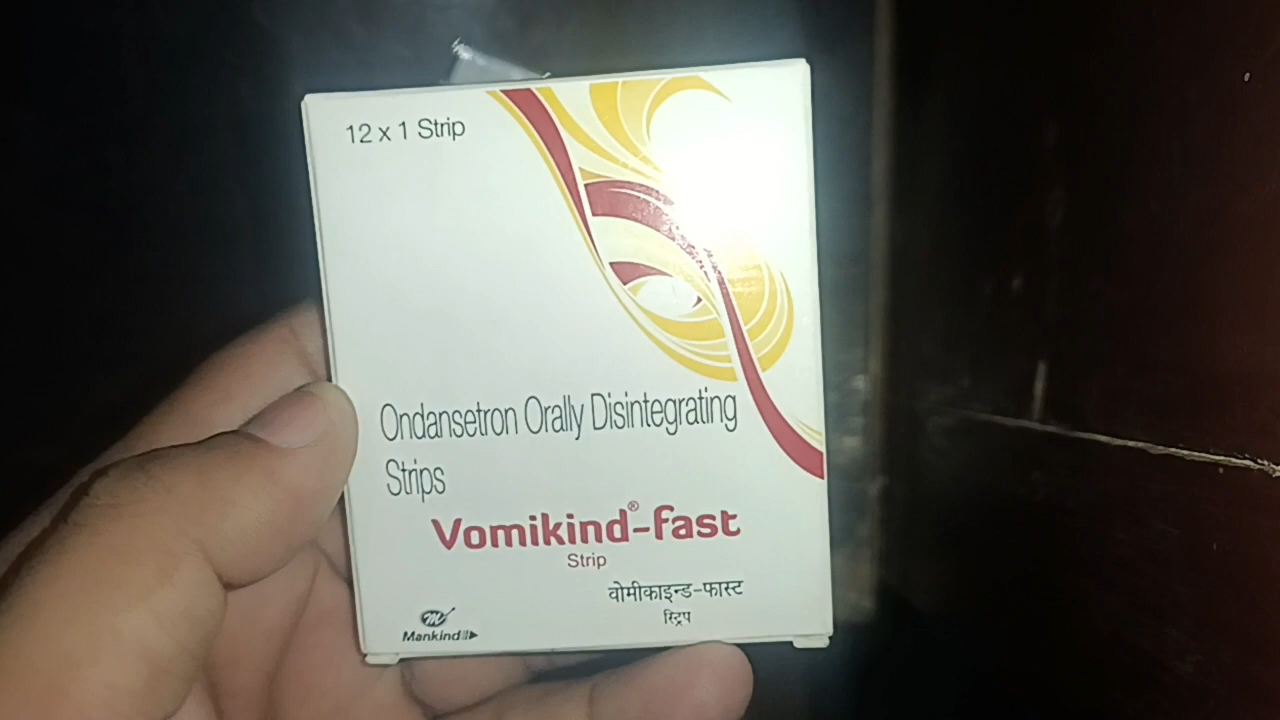 12 x 1 Strip
Ondansetron Orally Disintegrating
Strips
Vomikind®-fast
Strip
वोमीकाइन्ड-फास्ट
स्ट्रिप
Mankind